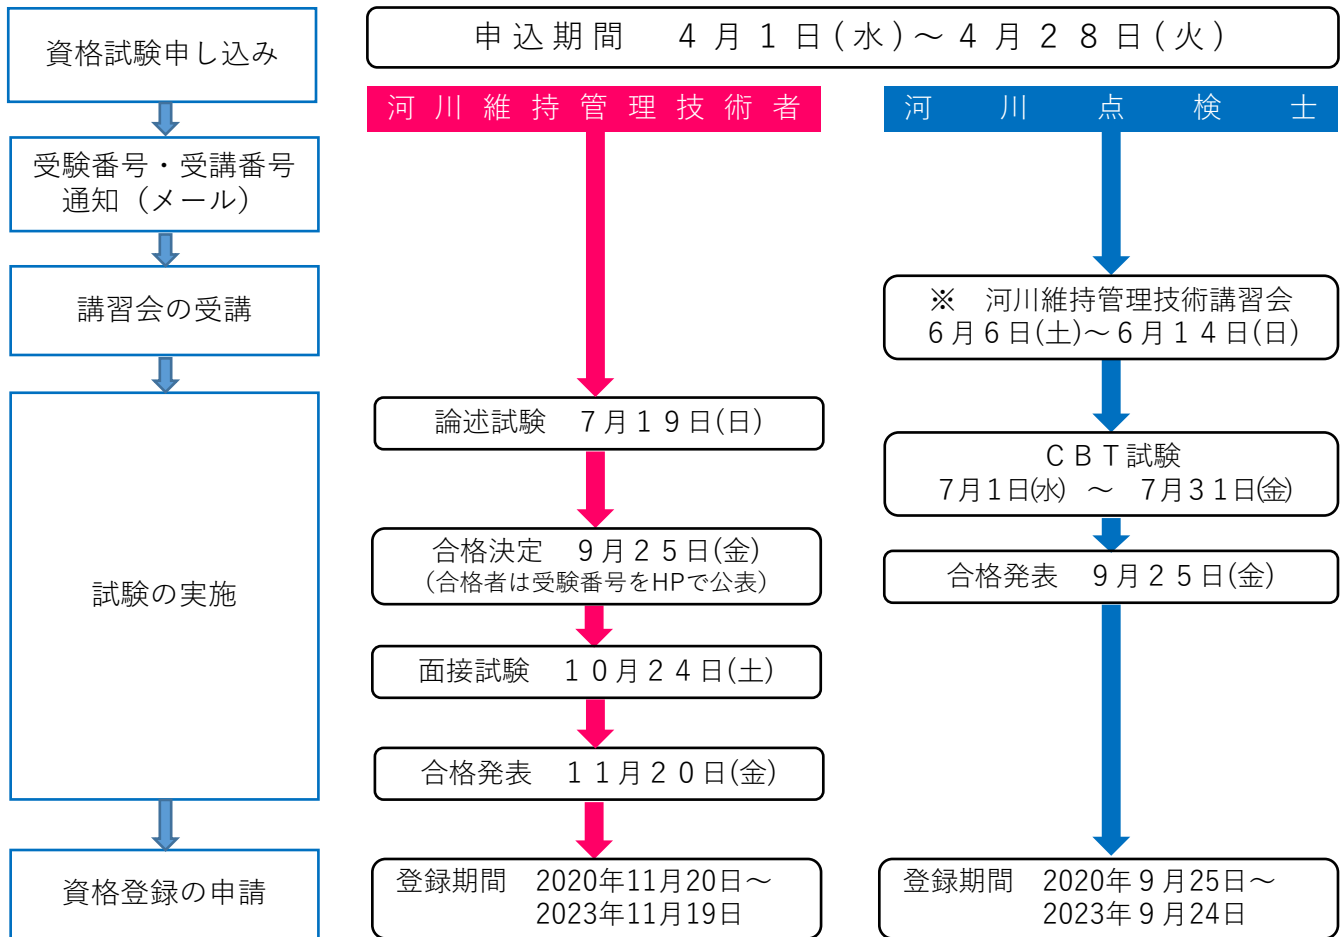 資格試験申し込み
申込期間　４月１日(水)～４月２８日(火)
河川維持管理技術者
河川点検士
受験番号・受講番号
通知（メール）
講習会の受講
※　河川維持管理技術講習会
６月６日(土)～６月１４日(日)
試験の実施
論述試験　７月１９日(日)
ＣＢＴ試験
７月１日㈬　～　７月３１日㈮
合格決定　９月２５日(金)
（合格者は受験番号をHPで公表）
合格発表　９月２５日(金)
面接試験　１０月２４日(土)
合格発表　１１月２０日(金)
資格登録の申請
登録期間　2020年11月20日～
2023年11月19日
登録期間　2020年９月25日～
2023年９月24日